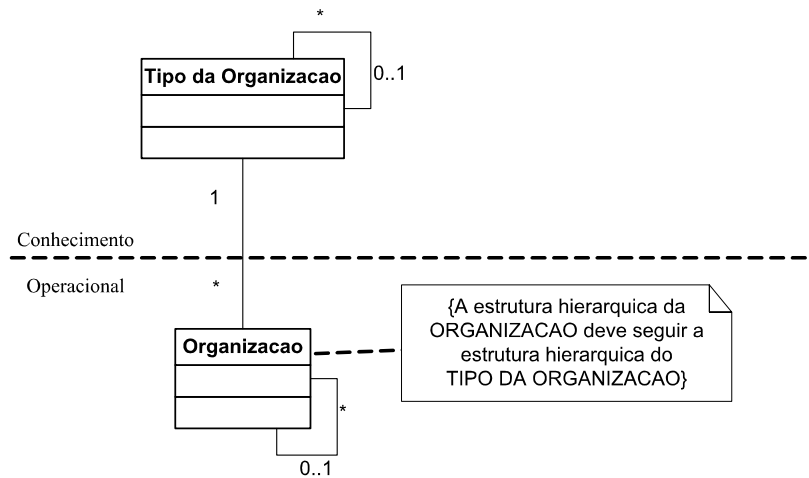 *
Tipo da Organizacao
0..1
1
Conhecimento
Operacional
*
{A estrutura hierarquica da
ORGANIZACAO deve seguir a
estrutura hierarquica do
TIPO DA ORGANIZACAO}
Organizacao
*
0..1